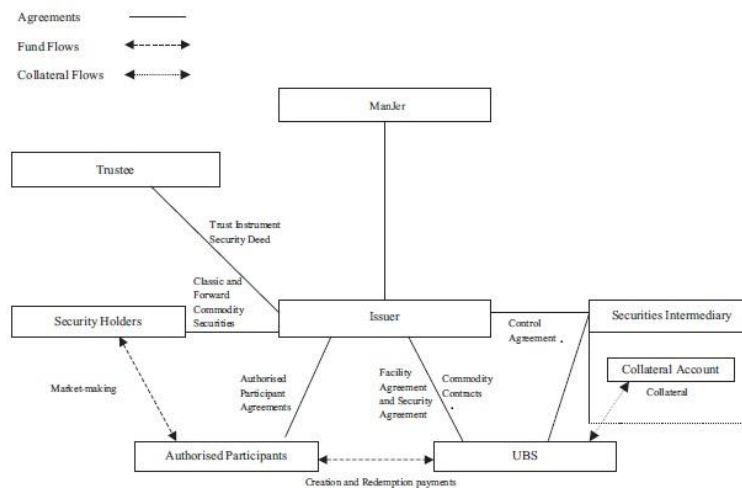 Agreements
Fund Flows
Collateral Flows
ManJer
Trustee
Trust Instrument
Security Deed
Classic and
Forward
Commodity
Securities
Security Holders
Issuer
Control
Agreement
Securities Intermediary
Collateral Account
Collateral
Market-making
Authorised
Participant
Agreements
Facility
Agreement
and Security
Agreement
Commodity
Contracts
Authorised Participants
UBS
Creation and Redemption payments